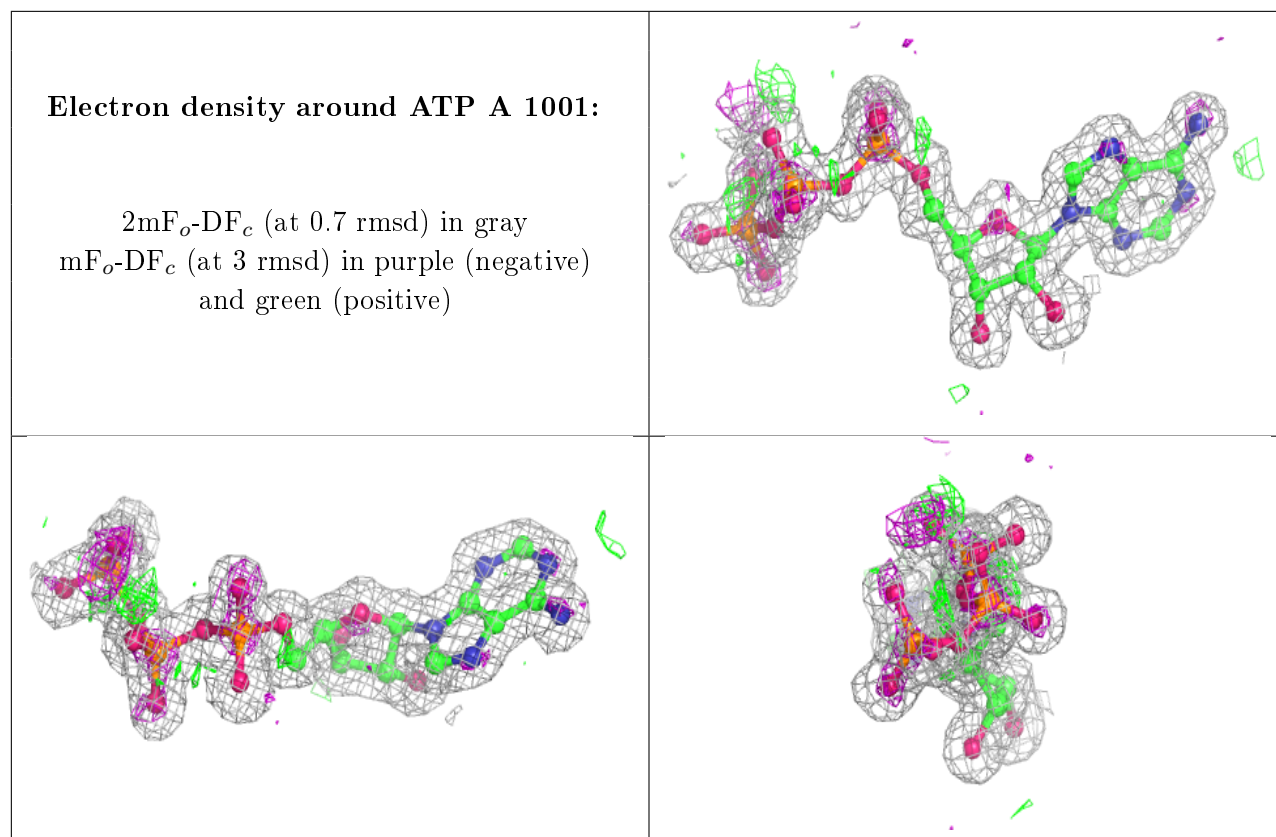 Electron density around ATP A 1001:
2mFo-DFc (at 0.7 rmsd) in gray
mFo-DFc (at 3 rmsd) in purple (negative)
and green (positive)